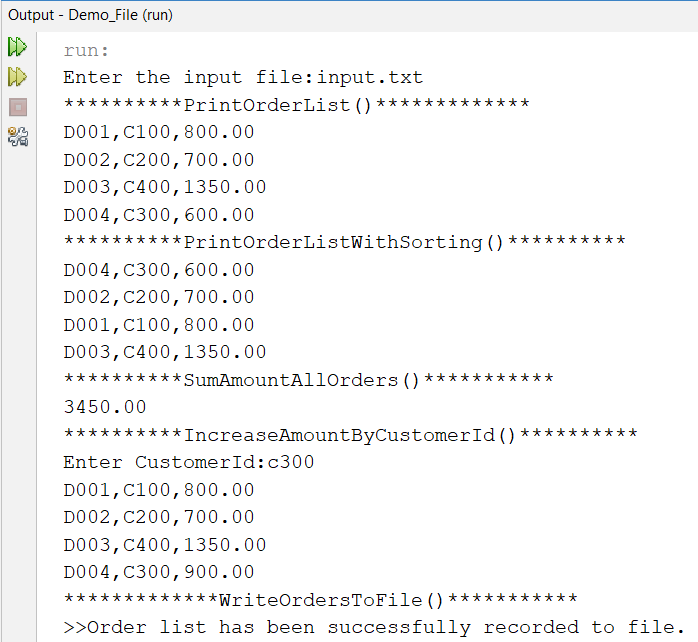 Output - Demo_File (run)
run:
Enter the input file:input.txt
**********PrintOrderList()*************
D001,C100,800.00
D002,C200,700.00
D003,C400,1350.00
D004,C300,600.00
**********PrintOrderListWithSorting()**********
D004,C300,600.00
D002,C200,700.00
D001,C100,800.00
D003,C400,1350.00
**********SumAmountAllOrders()***********
3450.00
**********IncreaseAmountByCustomerId()**********
Enter CustomerId:c300
D001,C100,800.00
D002,C200,700.00
D003,C400,1350.00
D004,C300,900.00
*************WriteOrdersToFile()***********
>>Order list has been successfully recorded to file.